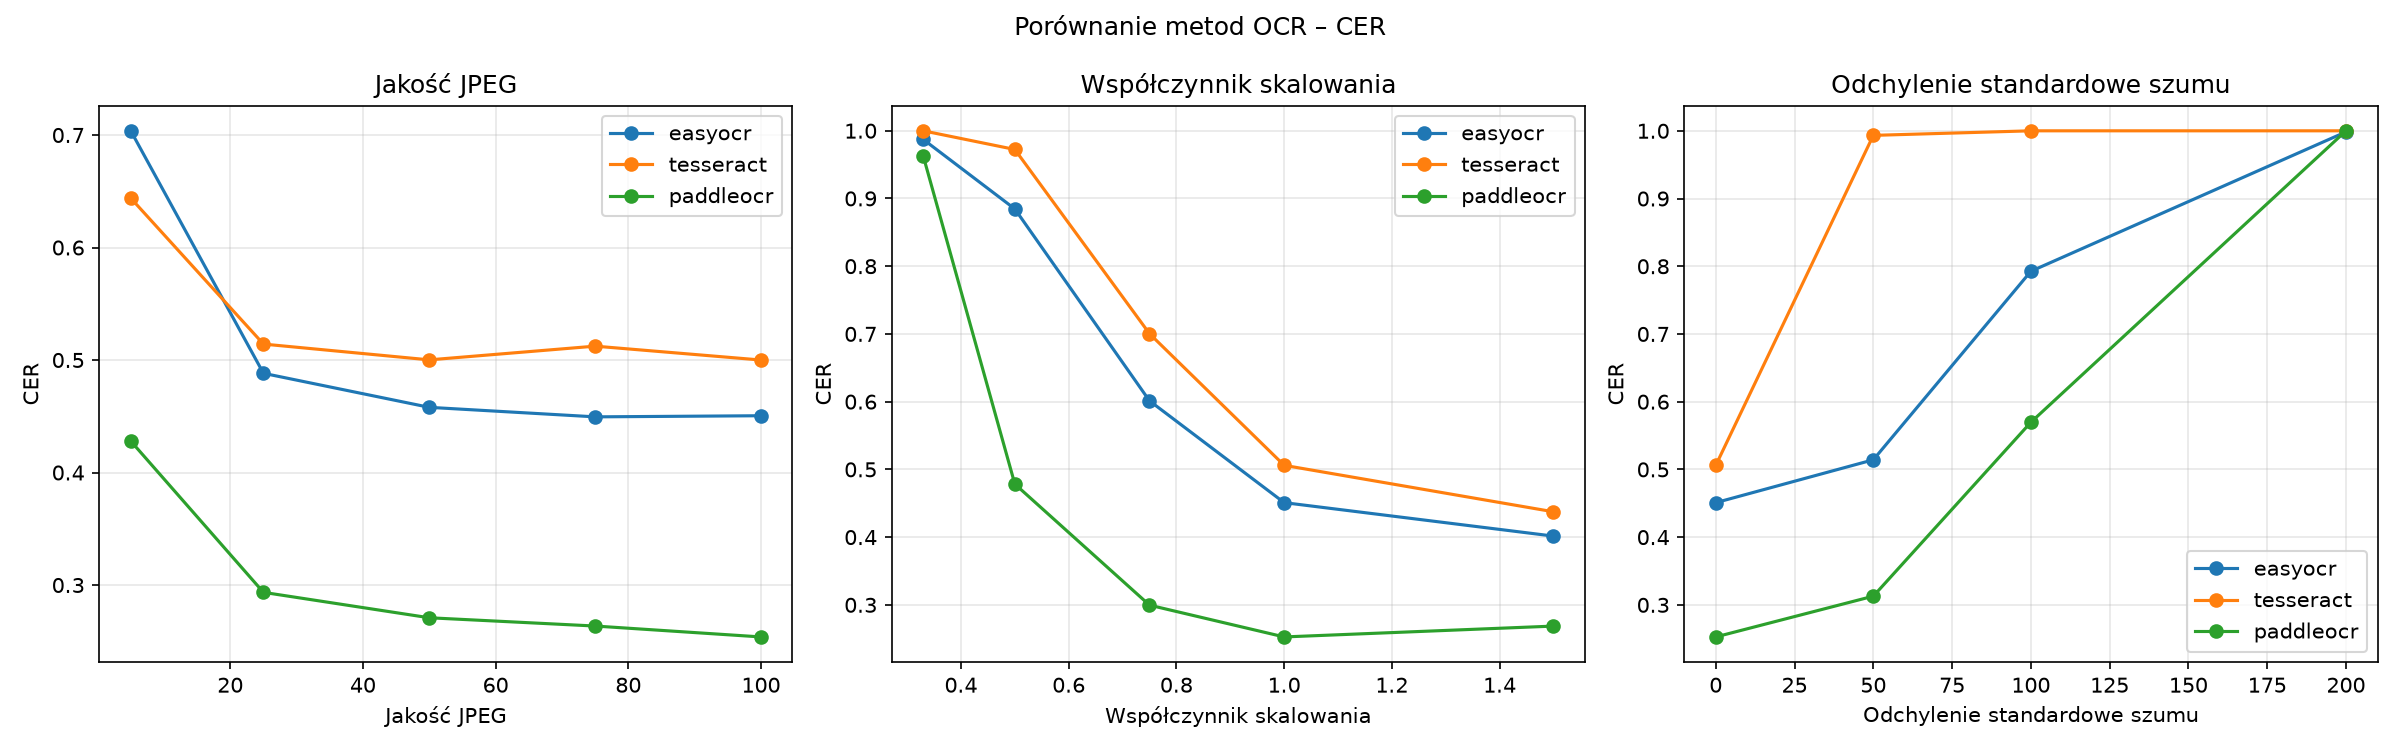 Porównanie metod OCR – CER
Jakość JPEG
0.7
0.6
0.5
0.4
0.3
CER
20 40 60 80 100
Jakość JPEG
easyocr
tesseract
paddleocr
Współczynnik skalowania
1.0
0.9
0.8
0.7
0.6
0.5
0.4
0.3
CER
0.4 0.6 0.8 1.0 1.2 1.4
Współczynnik skalowania
easyocr
tesseract
paddleocr
Odchylenie standardowe szumu
1.0
0.9
0.8
0.7
0.6
0.5
0.4
0.3
CER
0 25 50 75 100 125 150 175 200
Odchylenie standardowe szumu
easyocr
tesseract
paddleocr